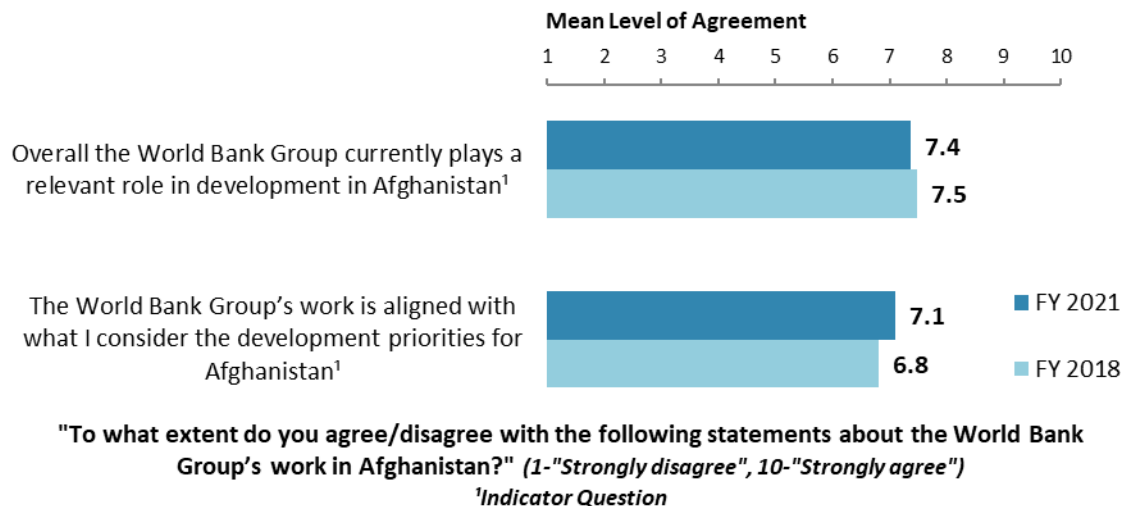 Mean Level of Agreement
1 2 3 4 5 6 7 8 9 10
Overall the World Bank Group currently plays a
relevant role in development in Afghanistan¹
7.4
7.5
The World Bank Group’s work is aligned with
what I consider the development priorities for
Afghanistan¹
7.1
6.8
FY 2021
FY 2018
"To what extent do you agree/disagree with the following statements about the World Bank
Group’s work in Afghanistan?" (1-"Strongly disagree", 10-"Strongly agree")
¹Indicator Question